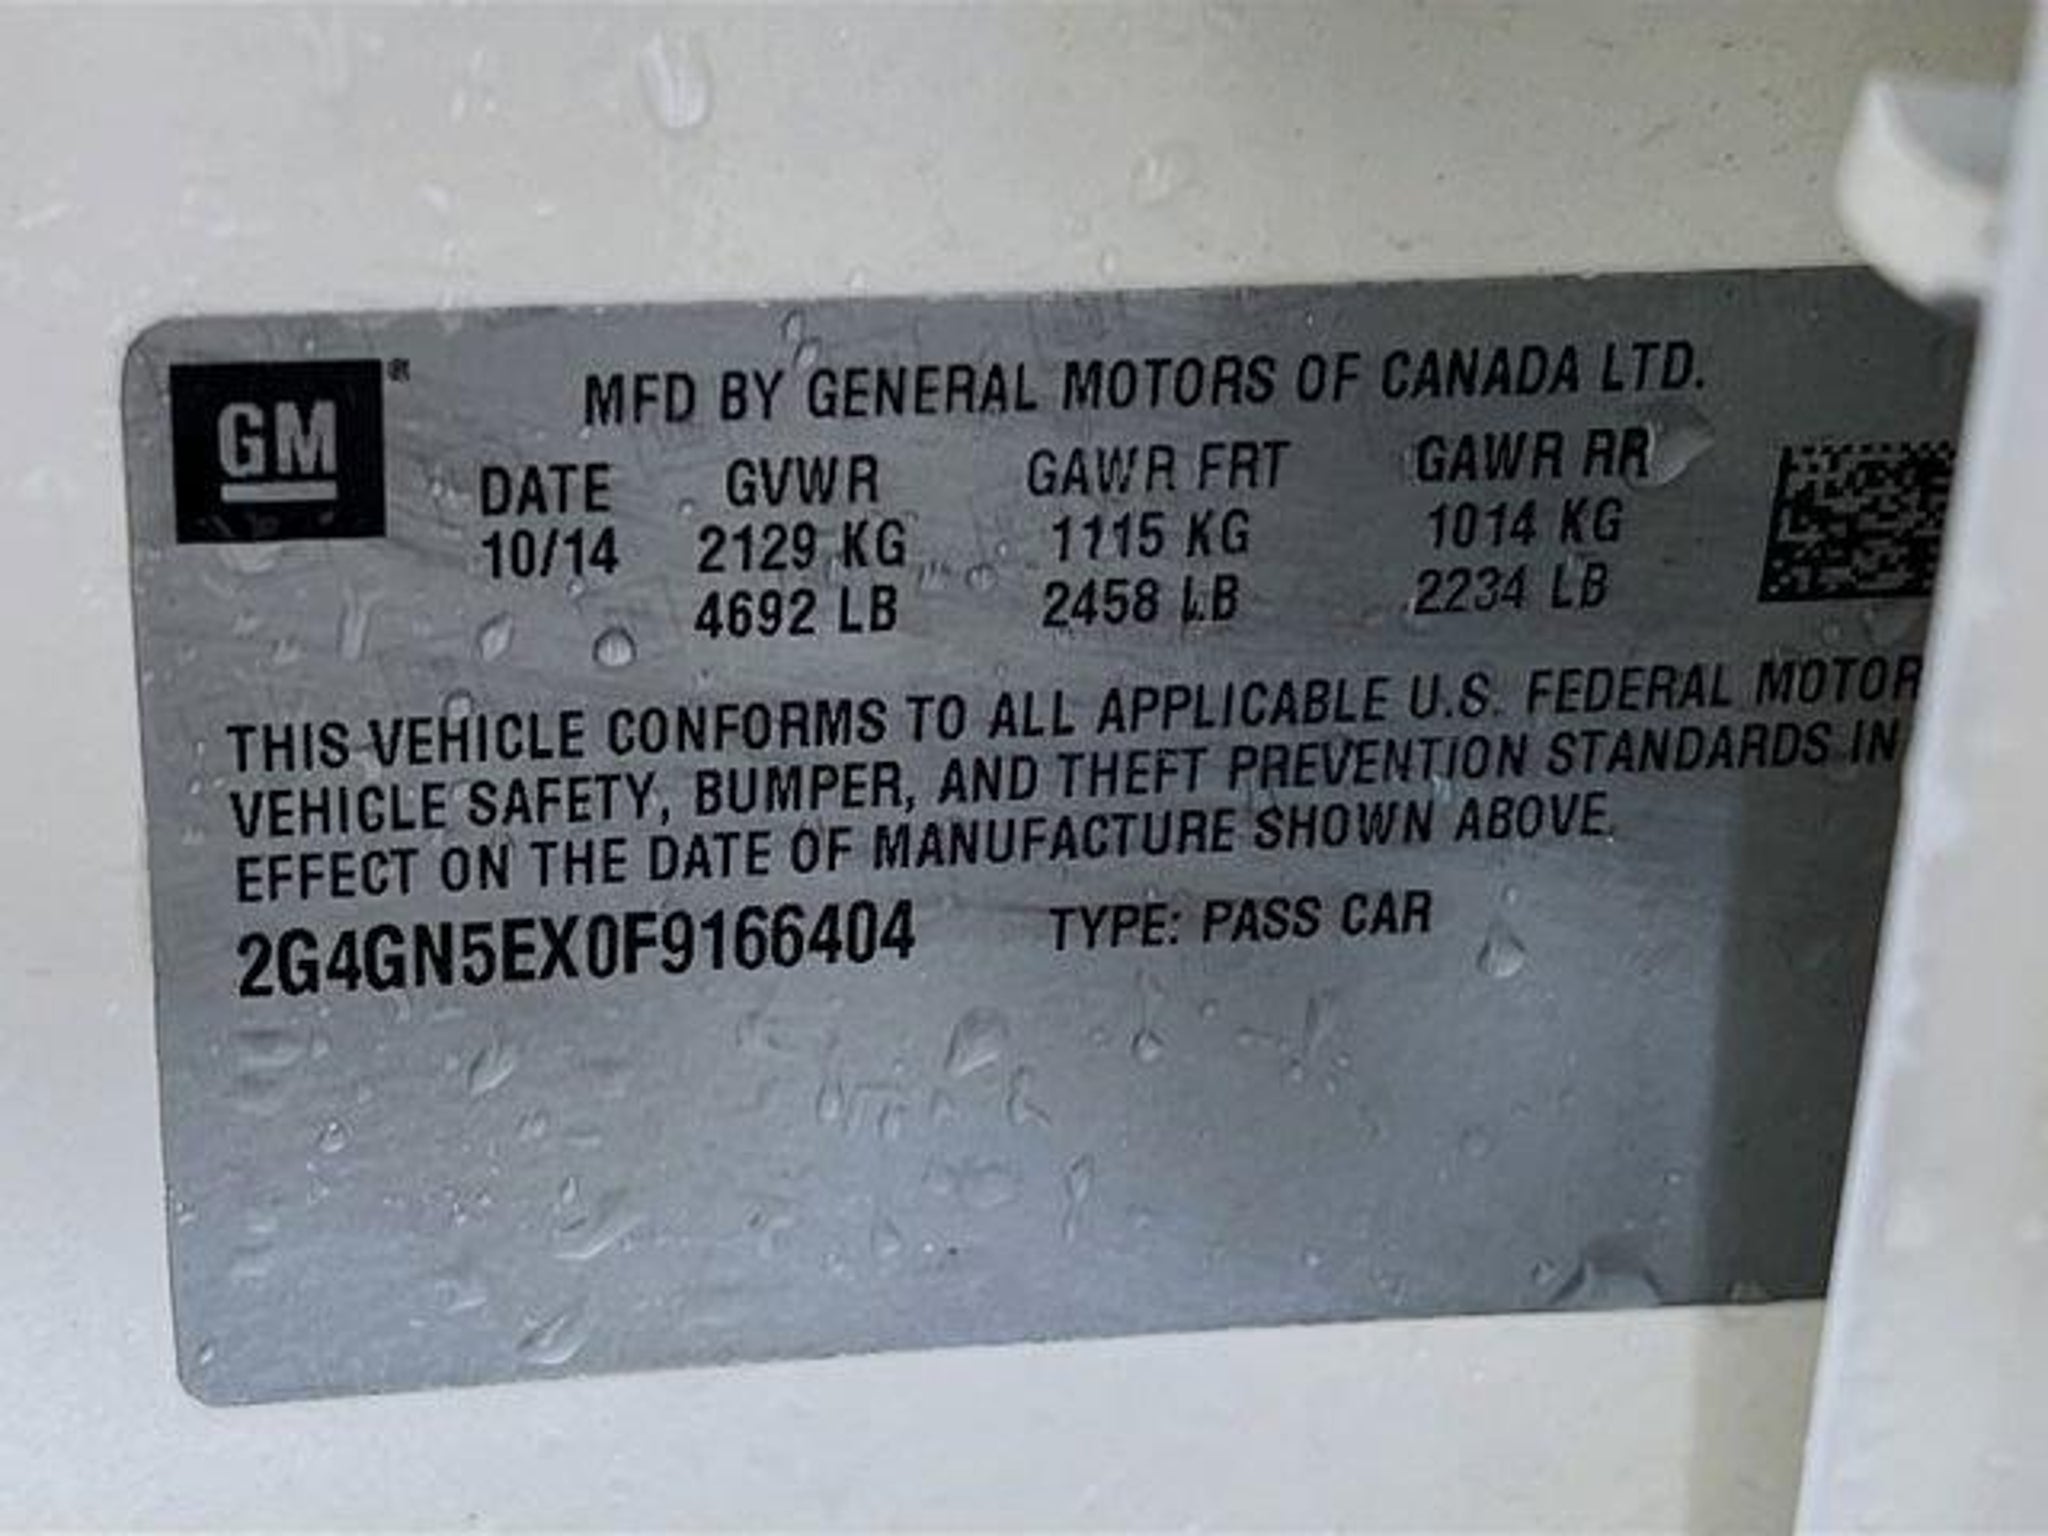 GM ®
MFD BY GENERAL MOTORS OF CANADA LTD.
DATE GVWR GAWR FRT GAWR RR
10/14 2129 KG 1115 KG 1014 KG
4692 LB 2458 LB 2234 LB
THIS VEHICLE CONFORMS TO ALL APPLICABLE U.S. FEDERAL MOTOR
VEHICLE SAFETY, BUMPER, AND THEFT PREVENTION STANDARDS IN
EFFECT ON THE DATE OF MANUFACTURE SHOWN ABOVE.
2G4GN5EX0F9166404 TYPE: PASS CAR